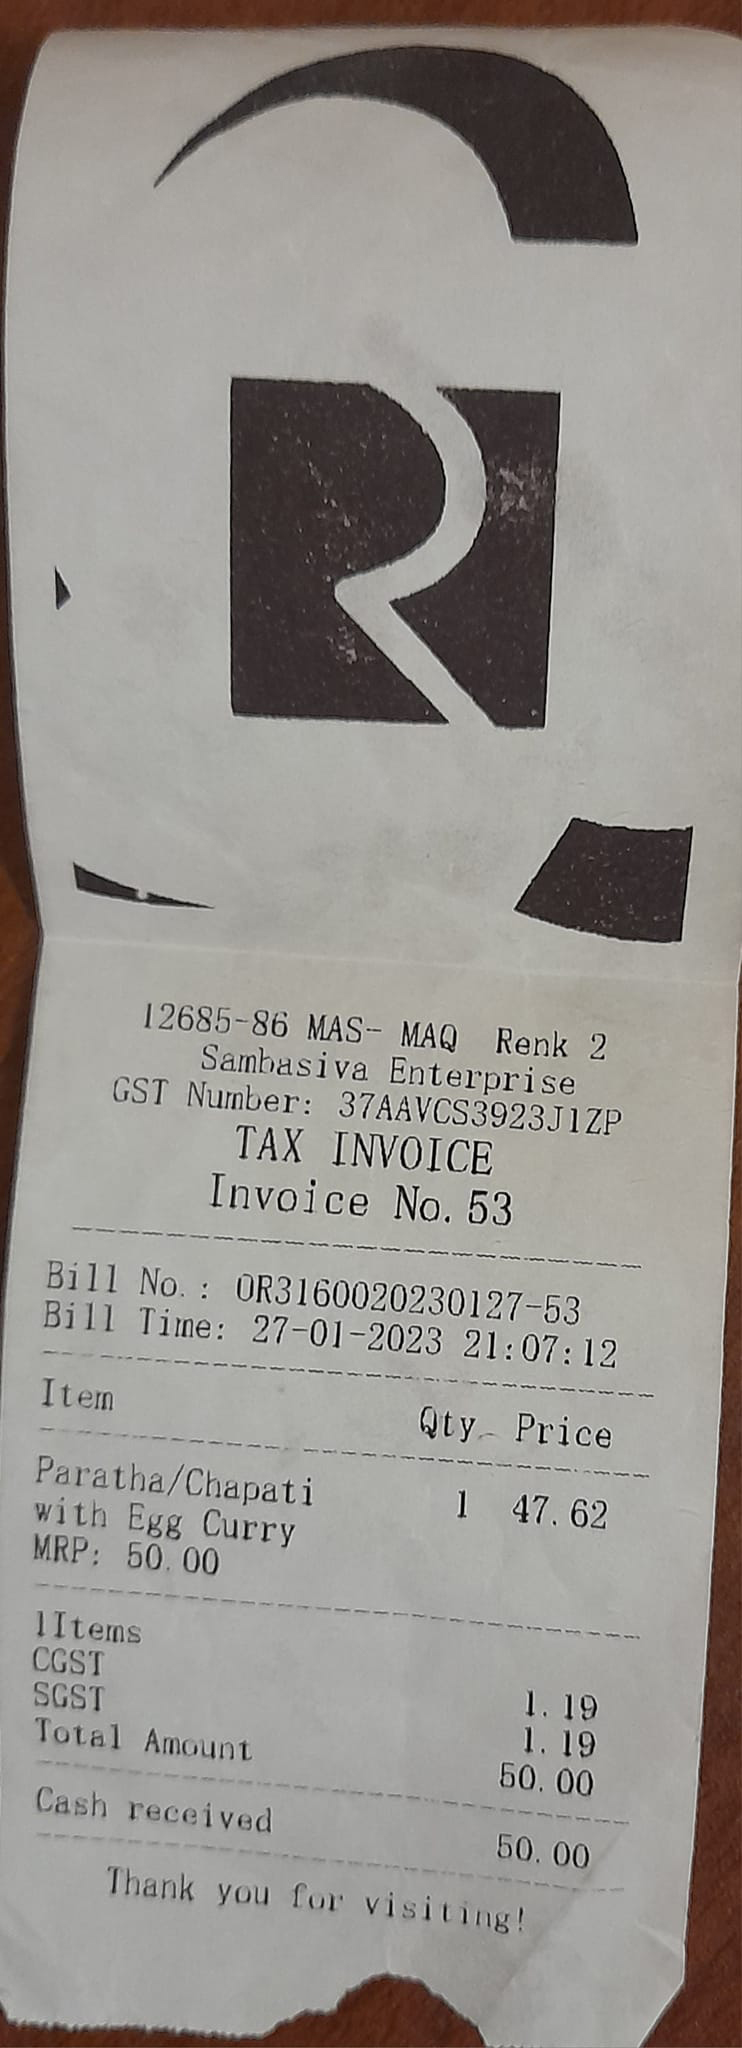 12685-86 MAS- MAQ Renk 2
Sambasiva Enterprise
GST Number: 37AAVCS3923J1ZP
TAX INVOICE
Invoice No. 53
Bill No.: OR3160020230127-53
Bill Time: 27-01-2023 21:07:12
Item Qty Price
Paratha/Chapati 1 47.62
with Egg Curry
MRP: 50.00
1Items
CGST 1.19
SGST 1.19
Total Amount 50.00
Cash received 50.00
Thank you for visiting!